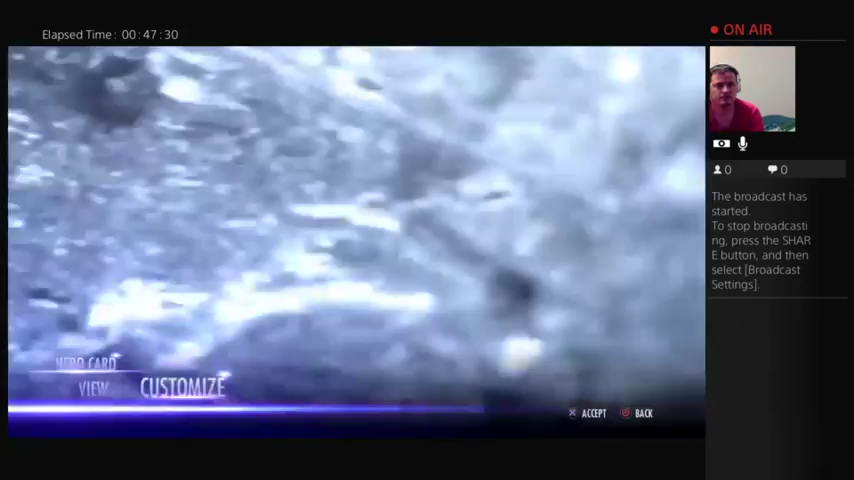 Elapsed Time : 00:47:30
ON AIR
0 0
The broadcast has
started.
To stop broadcasti
ng, press the SHAR
E button, and then
select [Broadcast
Settings].
HERO CARD
VIEW CUSTOMIZE
ACCEPT BACK